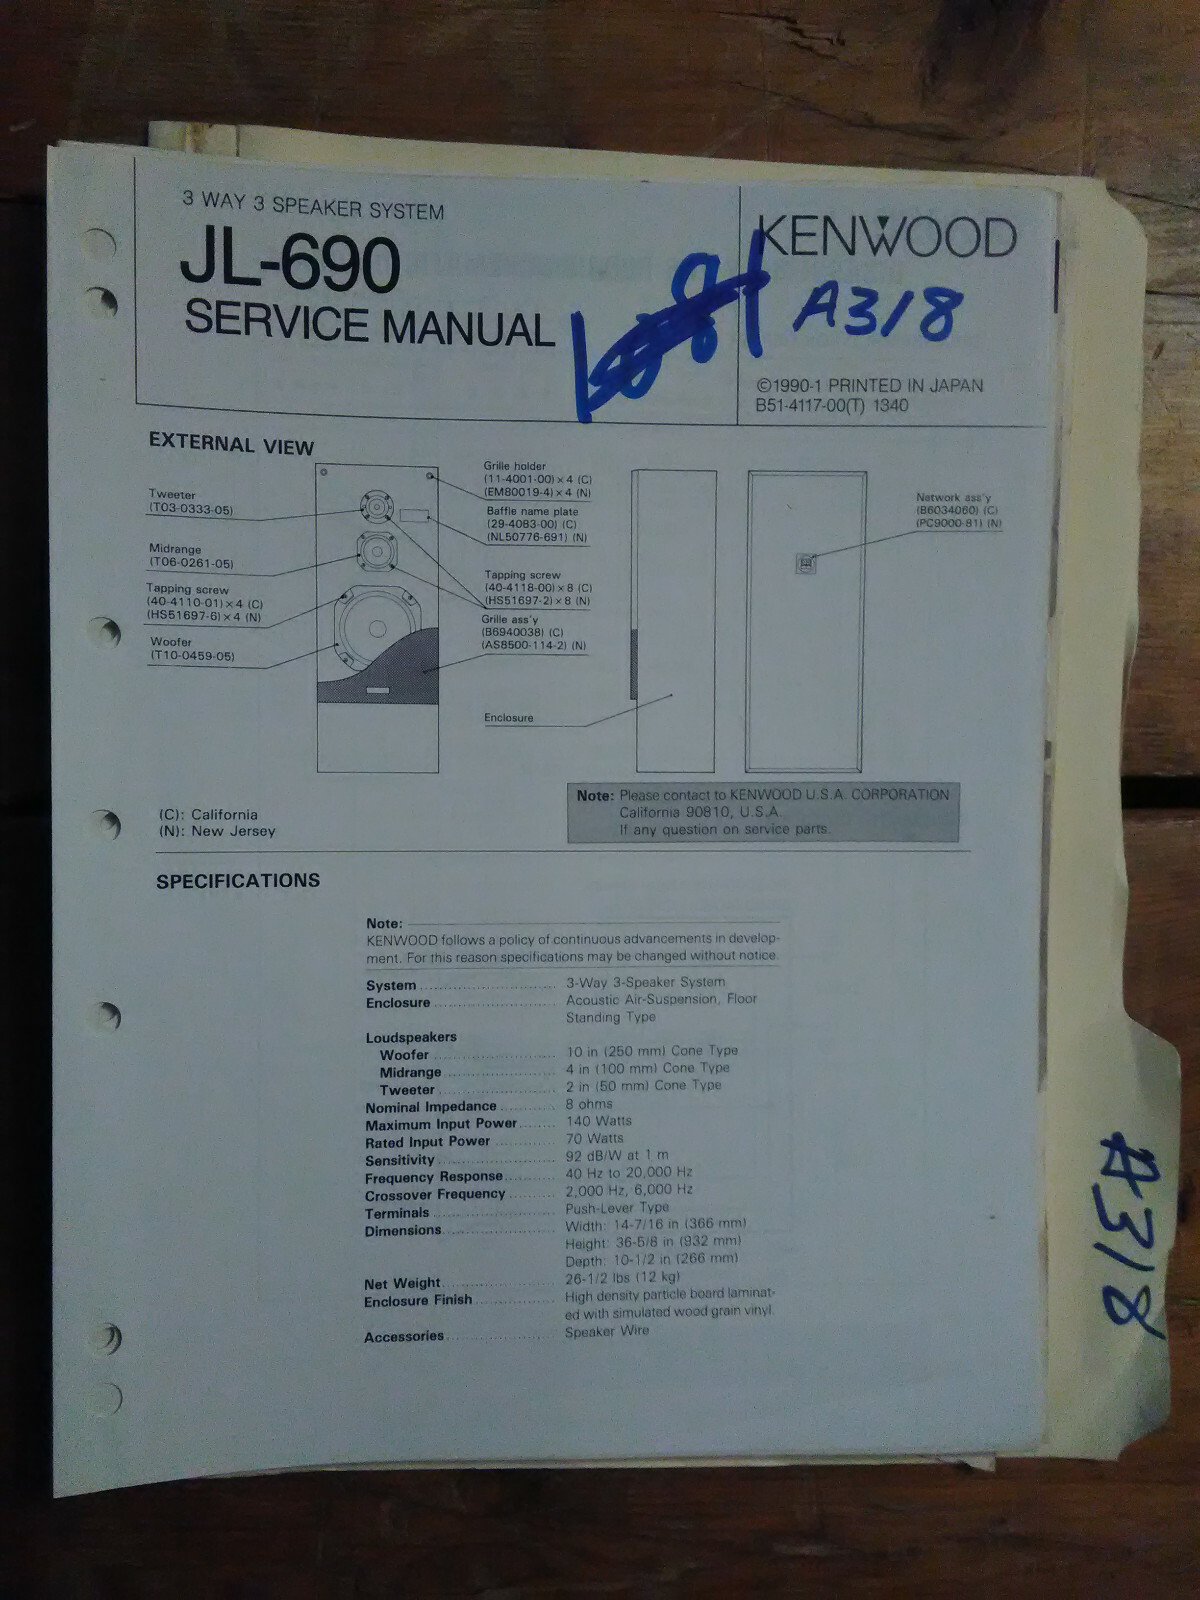 3 WAY 3 SPEAKER SYSTEM
JL-690
SERVICE MANUAL
KENWOOD
A318
©1990-1 PRINTED IN JAPAN
B51-4117-00(T) 1340
EXTERNAL VIEW
Tweeter
(T03-0333-05)
Midrange
(T06-0261-05)
Tapping screw
(40-4110-01)×4 (C)
(HS51697-6)×4 (N)
Woofer
(T10-0459-05)
Grille holder
(11-4001-00)×4 (C)
(EM80019-4)×4 (N)
Baffle name plate
(29-4083-00) (C)
(NL50776-691) (N)
Tapping screw
(40-4118-00)×8 (C)
(HS51697-2)×8 (N)
Grille ass'y
(B6940038) (C)
(AS8500-114-2) (N)
Enclosure
Network ass'y
(B6034060) (C)
(PC9000-81) (N)
(C): California
(N): New Jersey
Note: Please contact to KENWOOD U.S.A. CORPORATION
California 90810, U.S.A.
If any question on service parts.
SPECIFICATIONS
Note:
KENWOOD follows a policy of continuous advancements in develop-
ment. For this reason specifications may be changed without notice.
System 3-Way 3-Speaker System
Enclosure Acoustic Air-Suspension, Floor
Standing Type
Loudspeakers
Woofer 10 in (250 mm) Cone Type
Midrange 4 in (100 mm) Cone Type
Tweeter 2 in (50 mm) Cone Type
Nominal Impedance 8 ohms
Maximum Input Power 140 Watts
Rated Input Power 70 Watts
Sensitivity 92 dB/W at 1 m
Frequency Response 40 Hz to 20,000 Hz
Crossover Frequency 2,000 Hz, 6,000 Hz
Terminals Push-Lever Type
Dimensions Width: 14-7/16 in (366 mm)
Height: 36-5/8 in (932 mm)
Depth: 10-1/2 in (266 mm)
Net Weight 26-1/2 lbs (12 kg)
Enclosure Finish High density particle board laminat-
ed with simulated wood grain vinyl.
Accessories Speaker Wire
A318